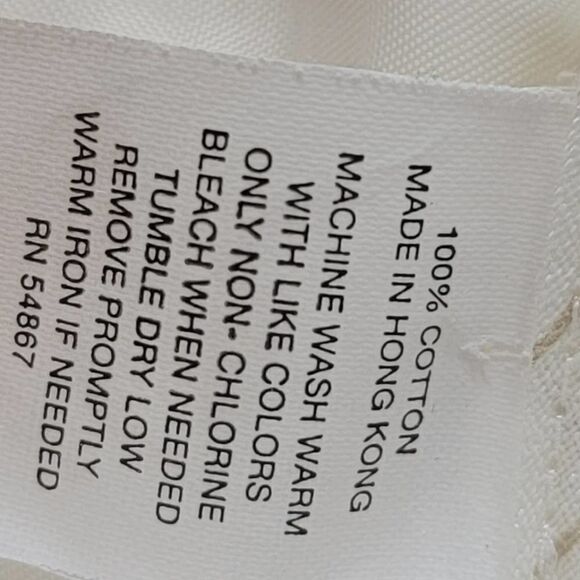 100% COTTON
MADE IN HONG KONG
MACHINE WASH WARM
WITH LIKE COLORS
ONLY NON- CHLORINE
BLEACH WHEN NEEDED
TUMBLE DRY LOW
REMOVE PROMPTLY
WARM IRON IF NEEDED
RN 54867